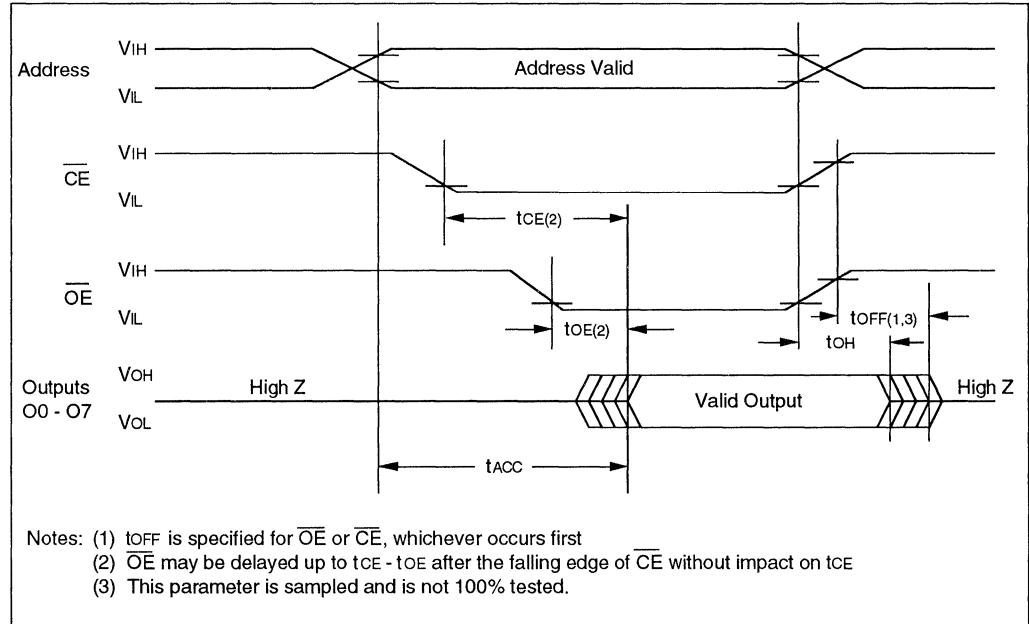 VIH
Address
Address Valid
VIL
VIH
CE
VIL
tCE(2)
VIH
OE
VIL
tOE(2)
tOFF(1,3)
tOH
VOH
Outputs
O0 - O7
High Z
Valid Output
High Z
VOL
tACC
Notes: (1) tOFF is specified for OE or CE, whichever occurs first
(2) OE may be delayed up to tCE - tOE after the falling edge of CE without impact on tCE
(3) This parameter is sampled and is not 100% tested.